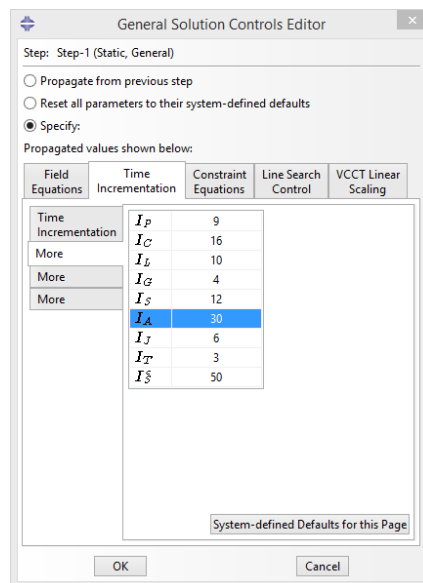 General Solution Controls Editor
Step: Step-1 (Static, General)
Propagate from previous step
Reset all parameters to their system-defined defaults
Specify:
Propagated values shown below:
Field Equations
Time Incrementation
Constraint Equations
Line Search Control
VCCT Linear Scaling
Time Incrementation
More
More
More
I_P 9
I_C 16
I_L 10
I_G 4
I_S 12
I_A 30
I_J 6
I_T 3
I_Ŝ 50
System-defined Defaults for this Page
OK
Cancel